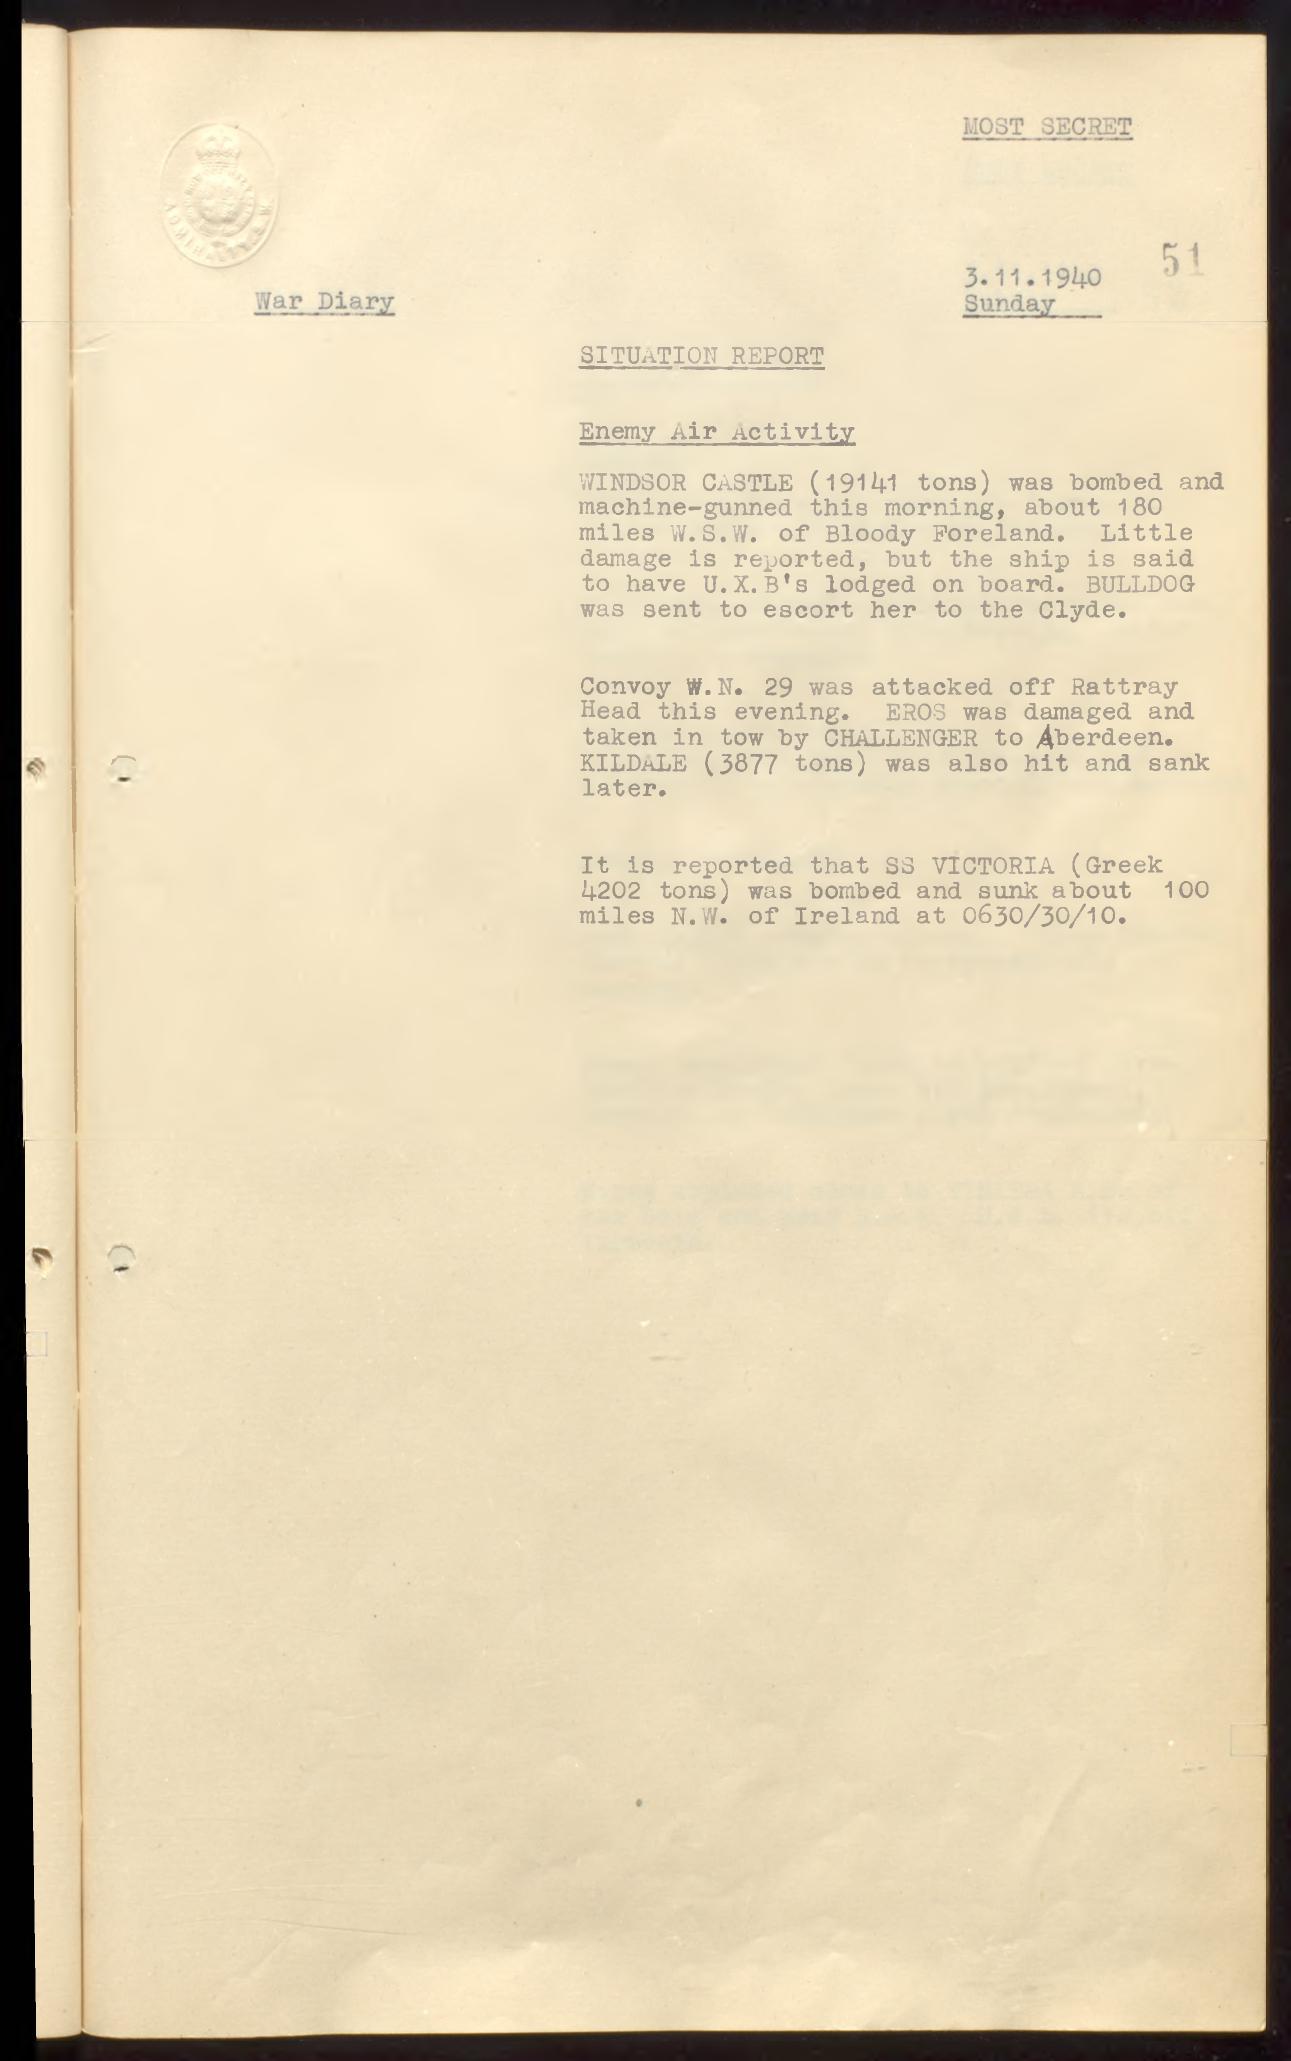 MOST SECRET
ADMIRALTY S.W.
51
3.11.1940
War Diary
Sunday
SITUATION REPORT
Enemy Air Activity
WINDSOR CASTLE (19141 tons) was bombed and
machine-gunned this morning, about 180
miles W.S.W. of Bloody Foreland. Little
damage is reported, but the ship is said
to have U.X.B's lodged on board. BULLDOG
was sent to escort her to the Clyde.
Convoy W.N. 29 was attacked off Rattray
Head this evening. EROS was damaged and
taken in tow by CHALLENGER to Aberdeen.
KILDALE (3877 tons) was also hit and sank
later.
It is reported that SS VICTORIA (Greek
4202 tons) was bombed and sunk about 100
miles N.W. of Ireland at 0630/30/10.